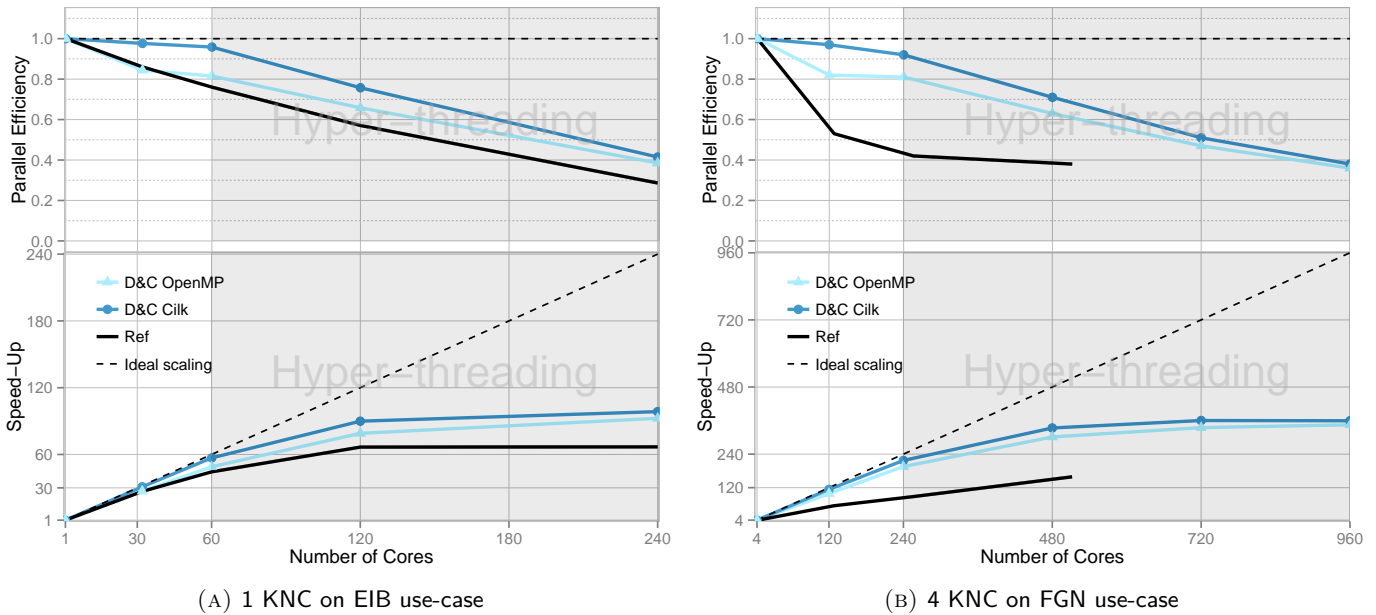 1.0
0.8
0.6
0.4
0.2
0.0
Parallel Efficiency
Hyper−threading
240
180
120
60
30
1
Speed−Up
D&C OpenMP
D&C Cilk
Ref
Ideal scaling
Hyper−threading
1 30 60 120 180 240
Number of Cores
(A) 1 KNC on EIB use-case
1.0
0.8
0.6
0.4
0.2
0.0
Parallel Efficiency
Hyper−threading
960
720
480
240
120
4
Speed−Up
D&C OpenMP
D&C Cilk
Ref
Ideal scaling
Hyper−threading
4 120 240 480 720 960
Number of Cores
(B) 4 KNC on FGN use-case